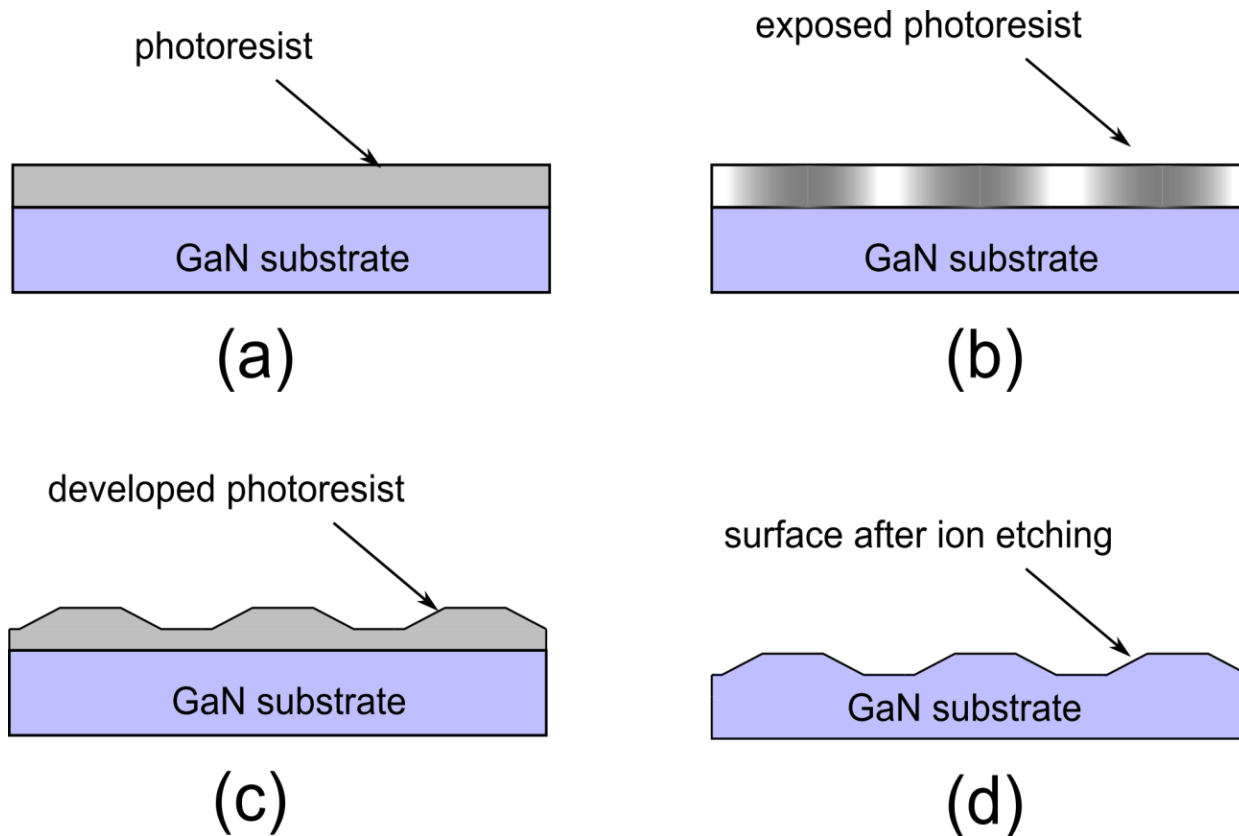 photoresist
GaN substrate
(a)
exposed photoresist
GaN substrate
(b)
developed photoresist
GaN substrate
(c)
surface after ion etching
GaN substrate
(d)